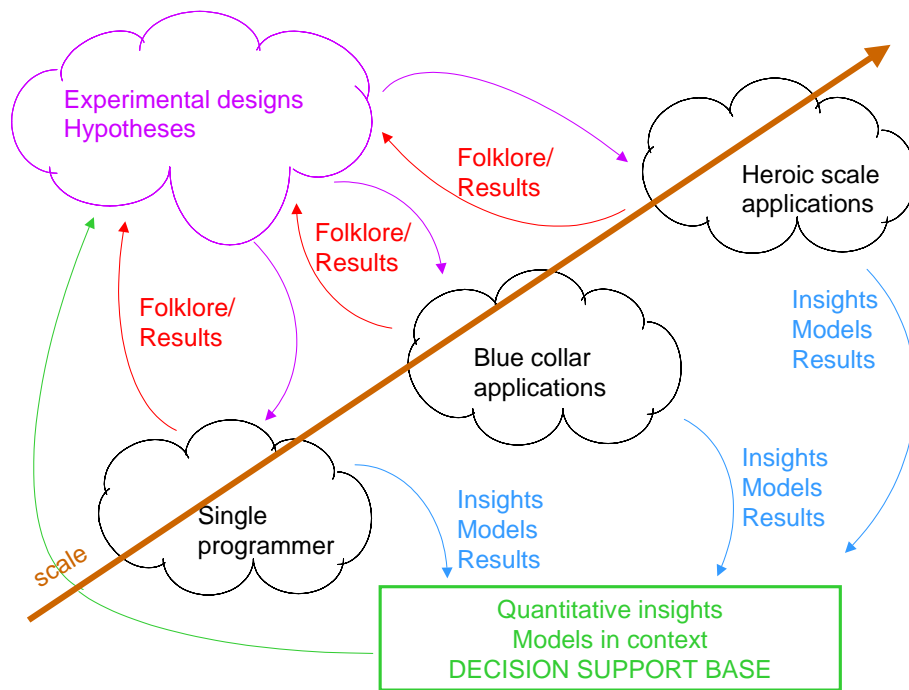 Experimental designs
Hypotheses
Folklore/
Results
Heroic scale
applications
Folklore/
Results
Folklore/
Results
Insights
Models
Results
Blue collar
applications
Insights
Models
Results
Single
programmer
Insights
Models
Results
scale
Quantitative insights
Models in context
DECISION SUPPORT BASE